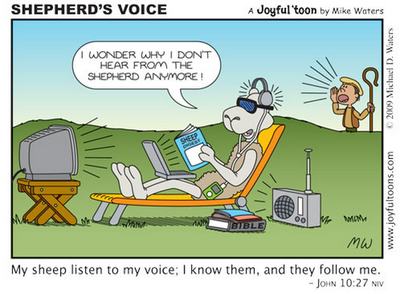 SHEPHERD'S VOICE
A Joyful 'toon by Mike Waters
I WONDER WHY I DON'T
HEAR FROM THE
SHEPHERD ANYMORE!
SHEEP
DIGEST
BIBLE
MW
© 2009 Michael D. Waters
www.joyfultoons.com
My sheep listen to my voice; I know them, and they follow me.
- JOHN 10:27 NIV